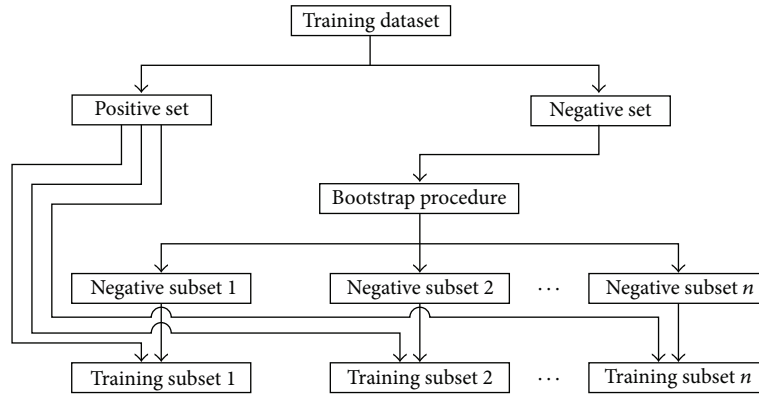 Training dataset
Positive set
Negative set
Bootstrap procedure
Negative subset 1
Negative subset 2
···
Negative subset n
Training subset 1
Training subset 2
···
Training subset n